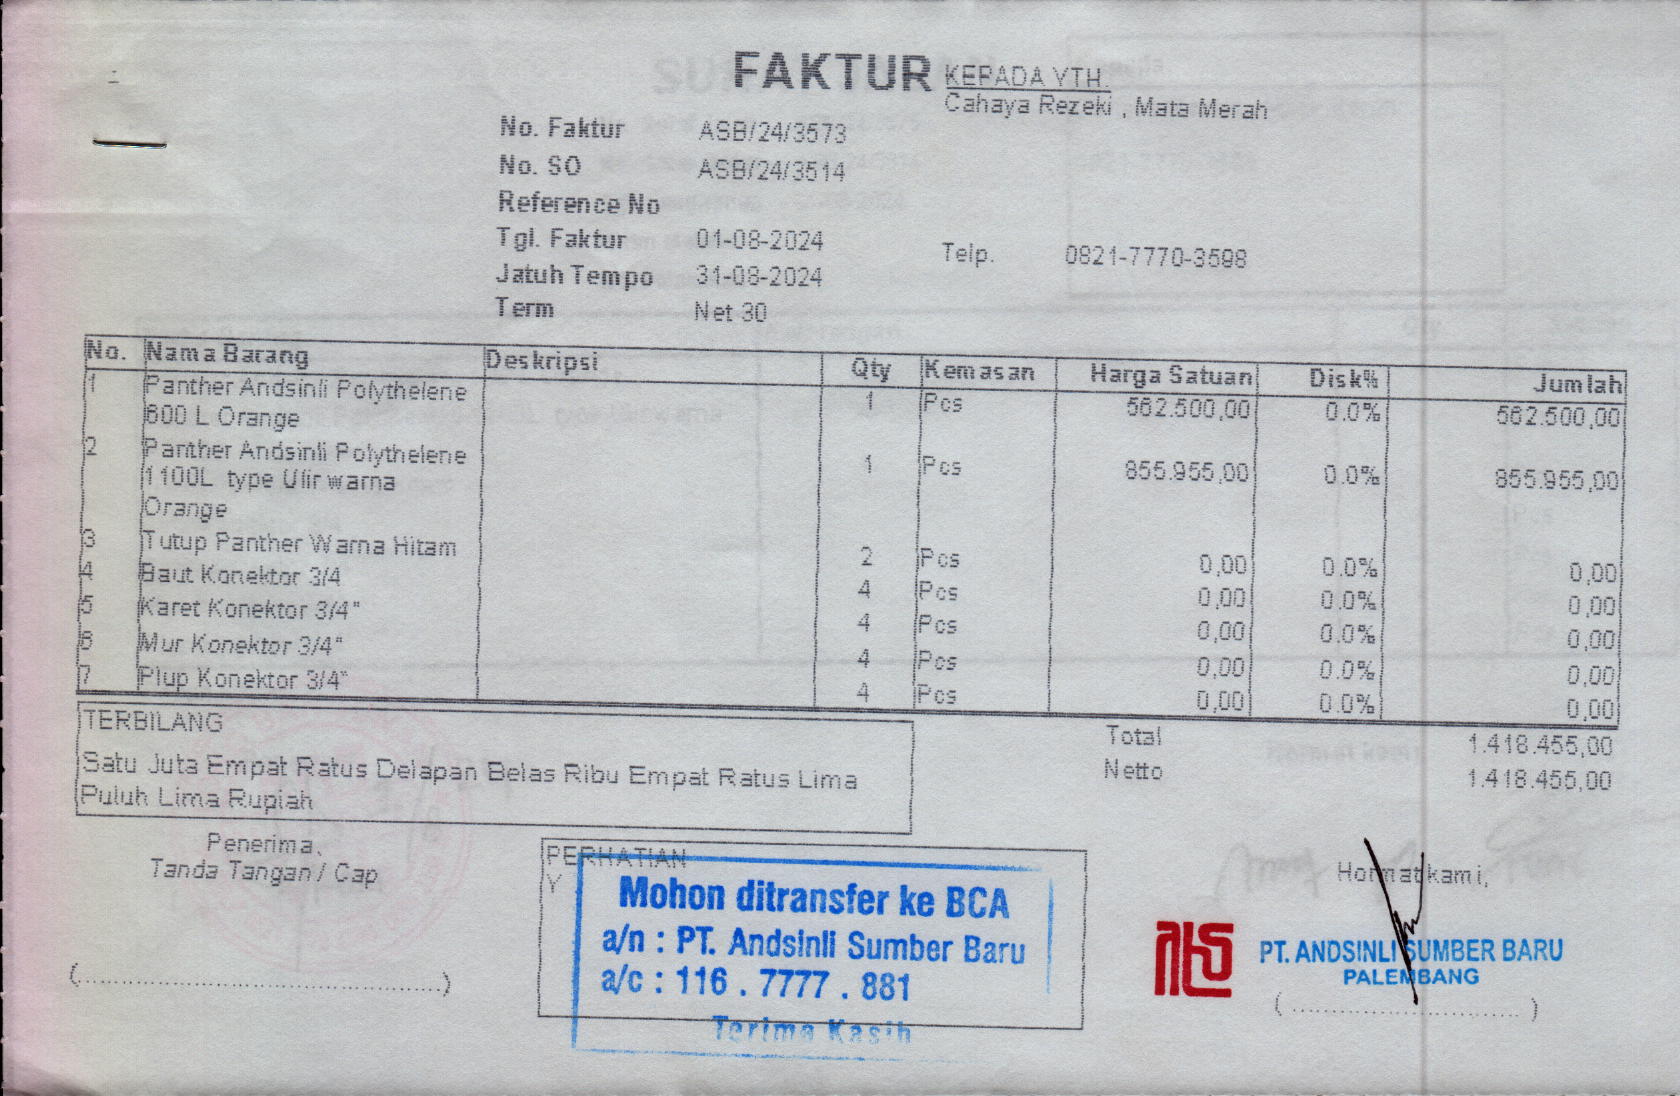 FAKTUR
KEPADA YTH.
Cahaya Rezeki , Mata Merah
No. Faktur ASB/24/3573
No. SO ASB/24/3514
Reference No
Tgl. Faktur 01-08-2024
Telp. 0821-7770-3598
Jatuh Tempo 31-08-2024
Term Net 30
No. Nama Barang Deskripsi Qty Kemasan Harga Satuan Disk% Jumlah
1 Panther Andsinli Polythelene 1 Pcs 562.500,00 0.0% 562.500,00
600 L Orange
2 Panther Andsinli Polythelene 1 Pcs 855.955,00 0.0% 855.955,00
1100L type Ulir warna
Orange
3 Tutup Panther Warna Hitam 2 Pcs 0,00 0.0% 0,00
4 Baut Konektor 3/4 4 Pcs 0,00 0.0% 0,00
5 Karet Konektor 3/4" 4 Pcs 0,00 0.0% 0,00
6 Mur Konektor 3/4" 4 Pcs 0,00 0.0% 0,00
7 Plup Konektor 3/4" 4 Pcs 0,00 0.0% 0,00
TERBILANG
Satu Juta Empat Ratus Delapan Belas Ribu Empat Ratus Lima
Puluh Lima Rupiah
Total 1.418.455,00
Netto 1.418.455,00
Penerima,
Tanda Tangan / Cap
(............................................)
PERHATIAN
Y
Mohon ditransfer ke BCA
a/n : PT. Andsinli Sumber Baru
a/c : 116 . 7777 . 881
Terima Kasih
Hormat kami,
PT. ANDSINLI SUMBER BARU
PALEMBANG
(............................)